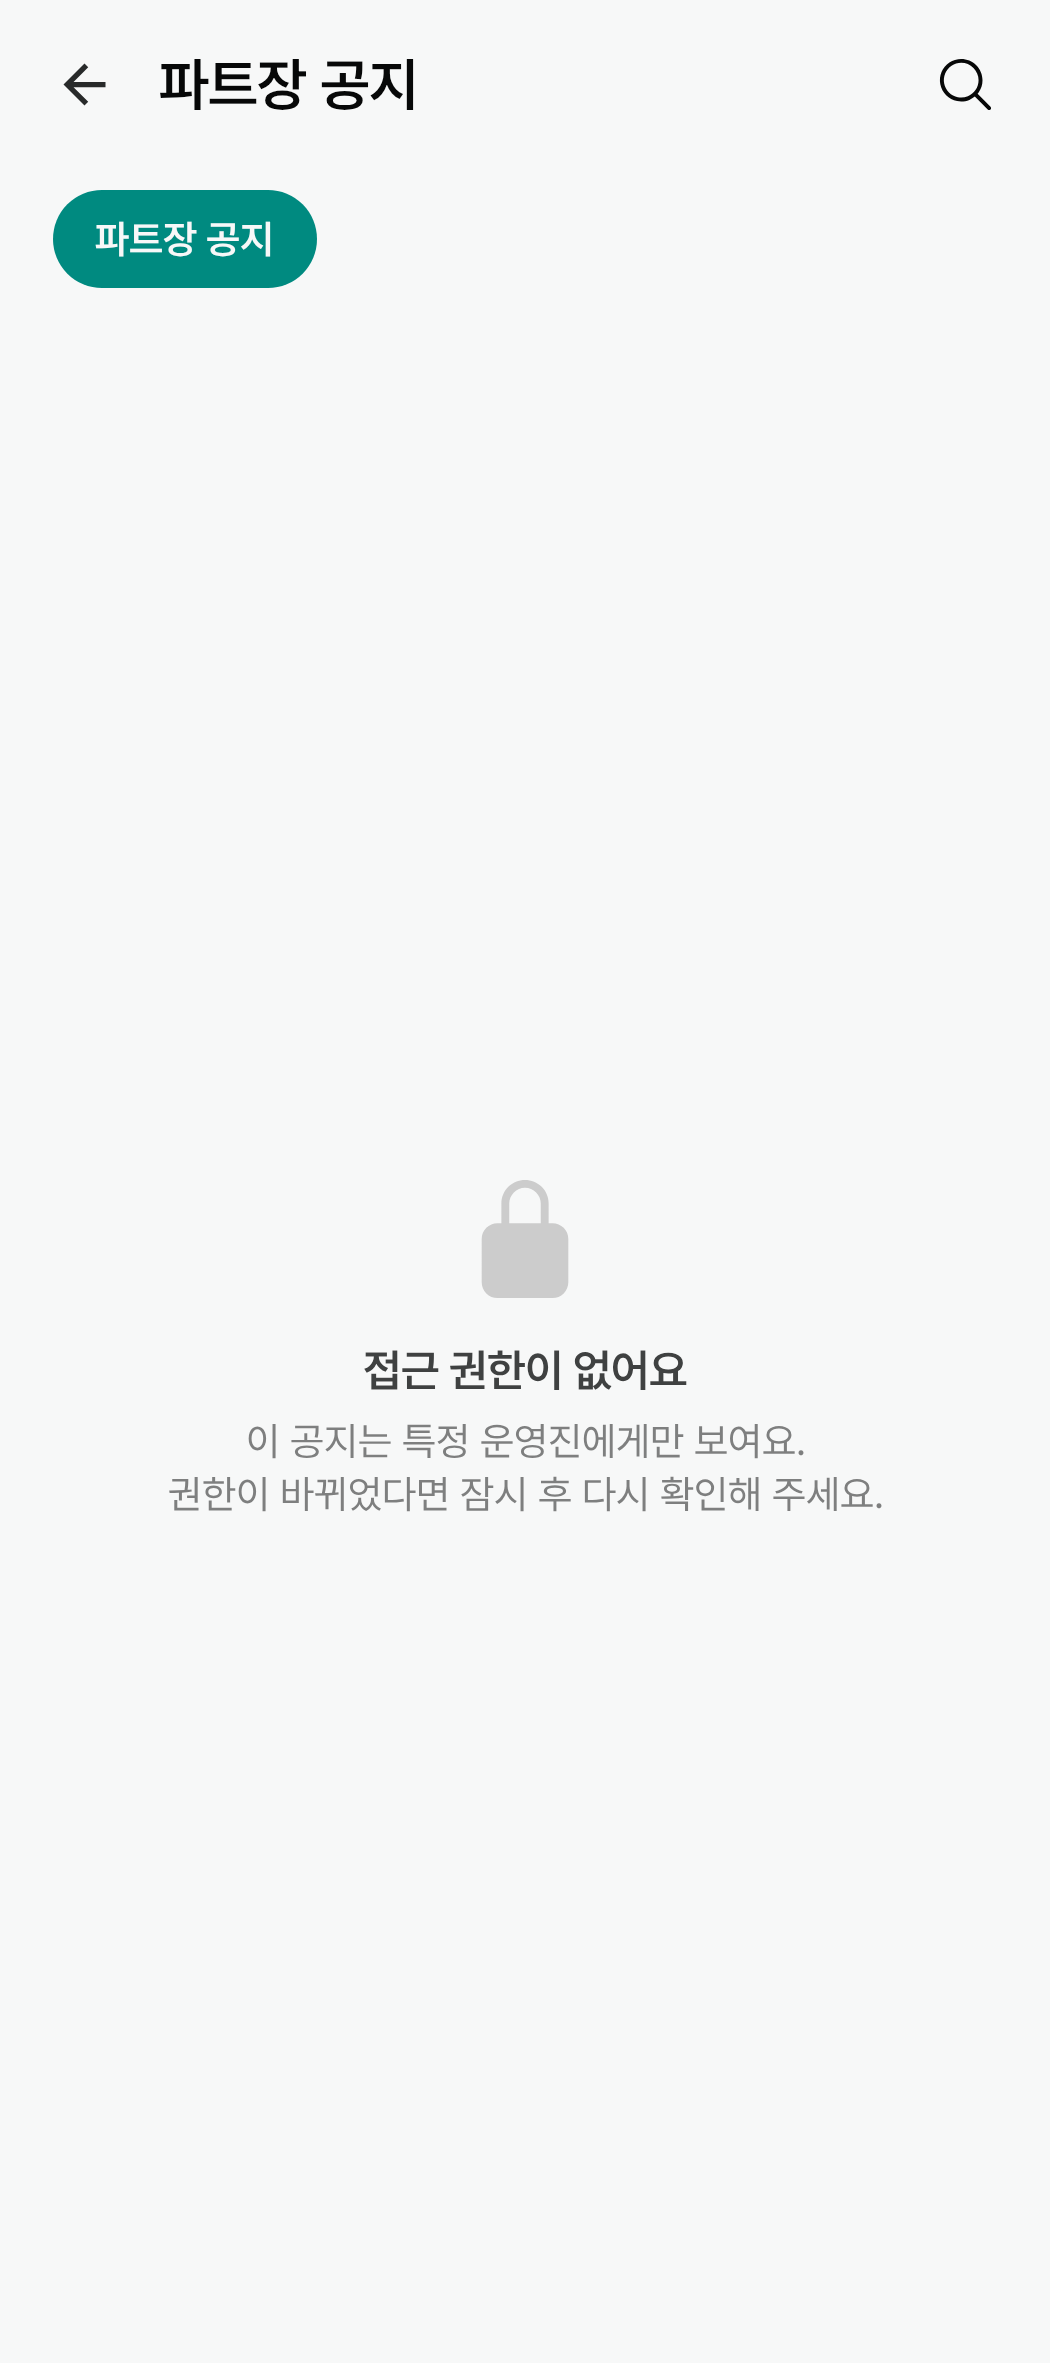 파트장 공지
파트장 공지
접근 권한이 없어요
이 공지는 특정 운영진에게만 보여요.
권한이 바뀌었다면 잠시 후 다시 확인해 주세요.